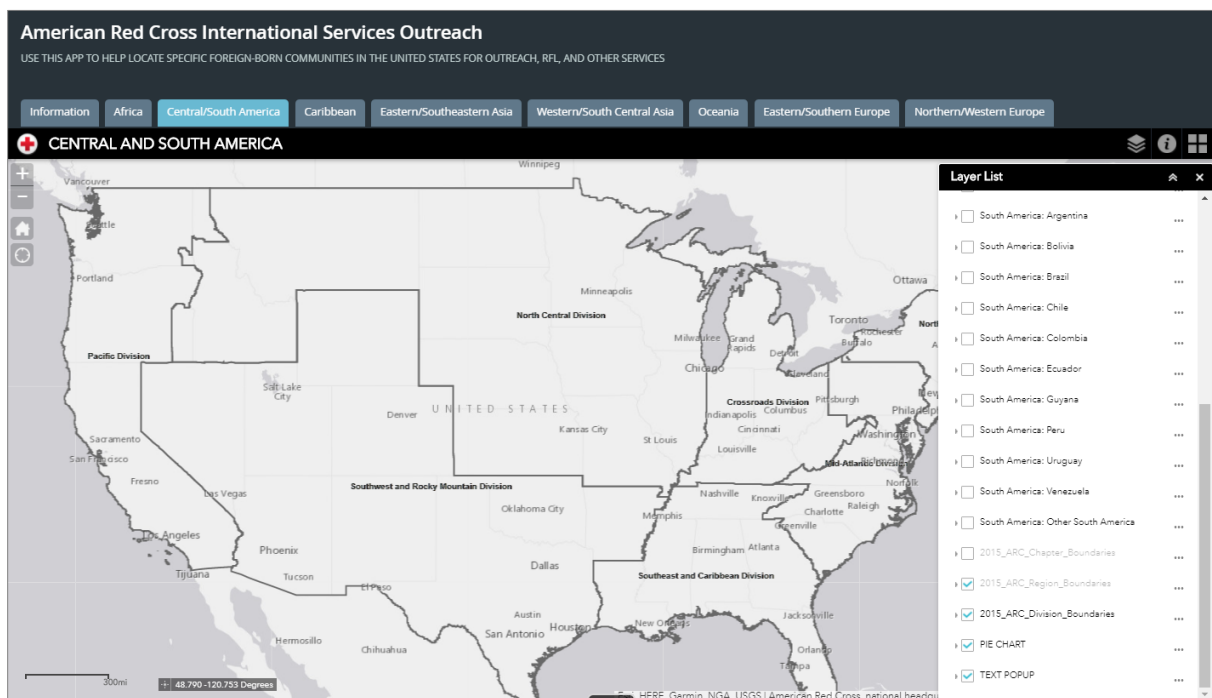 American Red Cross International Services Outreach
USE THIS APP TO HELP LOCATE SPECIFIC FOREIGN-BORN COMMUNITIES IN THE UNITED STATES FOR OUTREACH, RFL, AND OTHER SERVICES
Information
Africa
Central/South America
Caribbean
Eastern/Southeastern Asia
Western/South Central Asia
Oceania
Eastern/Southern Europe
Northern/Western Europe
CENTRAL AND SOUTH AMERICA
Layer List
South America: Argentina
South America: Bolivia
South America: Brazil
South America: Chile
South America: Colombia
South America: Ecuador
South America: Guyana
South America: Peru
South America: Uruguay
South America: Venezuela
South America: Other South America
2015_ARC_Chapter_Boundaries
2015_ARC_Region_Boundaries
2015_ARC_Division_Boundaries
PIE CHART
TEXT POPUP
Winnipeg
Vancouver
Seattle
Portland
Minneapolis
Ottawa
North Central Division
Toronto
Rochester
Buffalo
Milwaukee
Grand
Rapids
Detroit
Pacific Division
Chicago
Cleveland
Salt Lake
City
Denver
UNITED STATES
Crossroads Division
Pittsburgh
Indianapolis
Columbus
Kansas City
Cincinnati
Sacramento
St Louis
Louisville
San Francisco
Mid-Atlantic Division
Fresno
Las Vegas
Southwest and Rocky Mountain Division
Norfolk
Nashville
Knoxville
Greensboro
Raleigh
Oklahoma City
Memphis
Charlotte
Greenville
Los Angeles
Phoenix
Birmingham
Atlanta
Dallas
Tijuana
Tucson
Southeast and Caribbean Division
El Paso
Austin
Houston
New Orleans
Jacksonville
San Antonio
Hermosillo
Chihuahua
Orlando
Tampa
300mi
48.790 -120.753 Degrees
HERE, Garmin, NGA, USGS | American Red Cross, national headqu